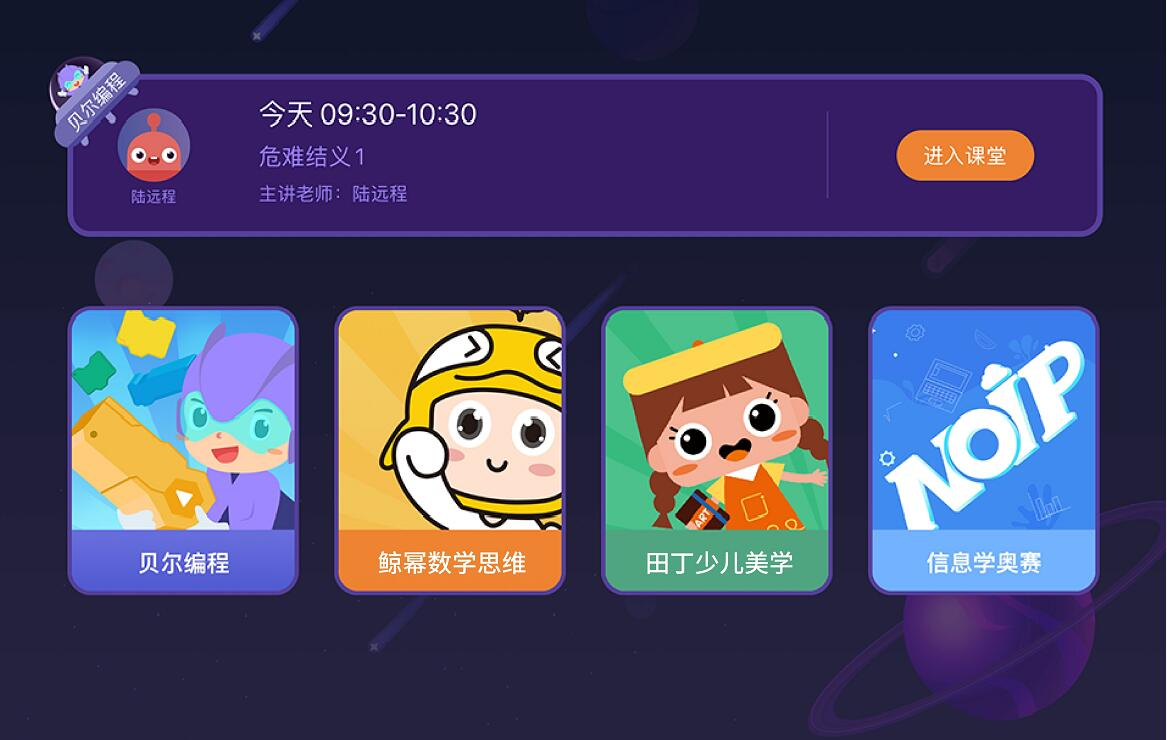 贝尔编程
今天 09:30-10:30
危难结义 1
主讲老师：陆远程
陆远程
进入课堂
NOIP
ART
贝尔编程
鲸幂数学思维
田丁少儿美学
信息学奥赛